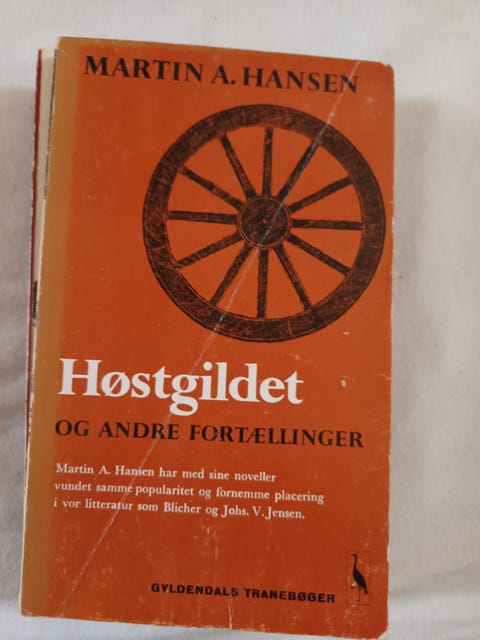 MARTIN A. HANSEN
Høstgildet
OG ANDRE FORTÆLLINGER
Martin A. Hansen har med sine noveller
vundet samme popularitet og fornemme placering
i vor litteratur som Blicher og Johs. V. Jensen.
GYLDENDALS TRANEBØGER